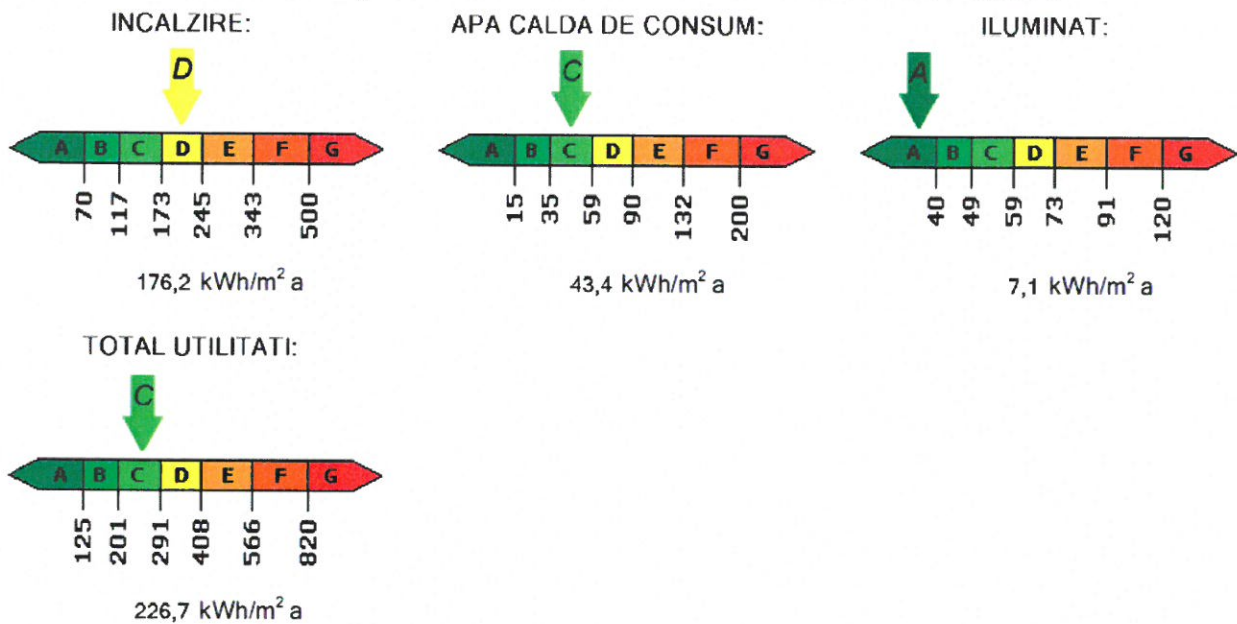 INCALZIRE:
D
A B C D E F G
70 117 173 245 343 500
176,2 kWh/m² a
APA CALDA DE CONSUM:
C
A B C D E F G
15 35 59 90 132 200
43,4 kWh/m² a
ILUMINAT:
A
A B C D E F G
40 49 59 73 91 120
7,1 kWh/m² a
TOTAL UTILITATI:
C
A B C D E F G
125 201 291 408 566 820
226,7 kWh/m² a